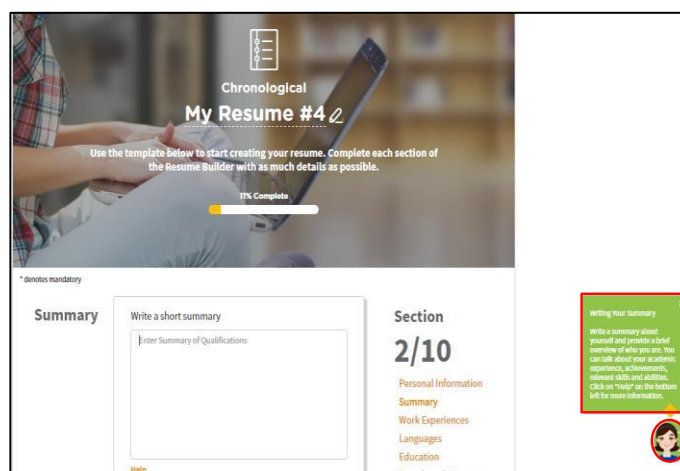 Chronological
My Resume #4
Use the template below to start creating your resume. Complete each section of
the Resume Builder with as much details as possible.
11% Complete
* denotes mandatory
Summary
Write a short summary
Enter Summary of Qualifications
Help
Section
2/10
Personal Information
Summary
Work Experiences
Languages
Education
Writing Your Summary
Write a summary about
yourself and provide a brief
overview of who you are. You
can talk about your academic
experience, achievements,
relevant skills and abilities.
Click on "Help" on the bottom
left for more information.